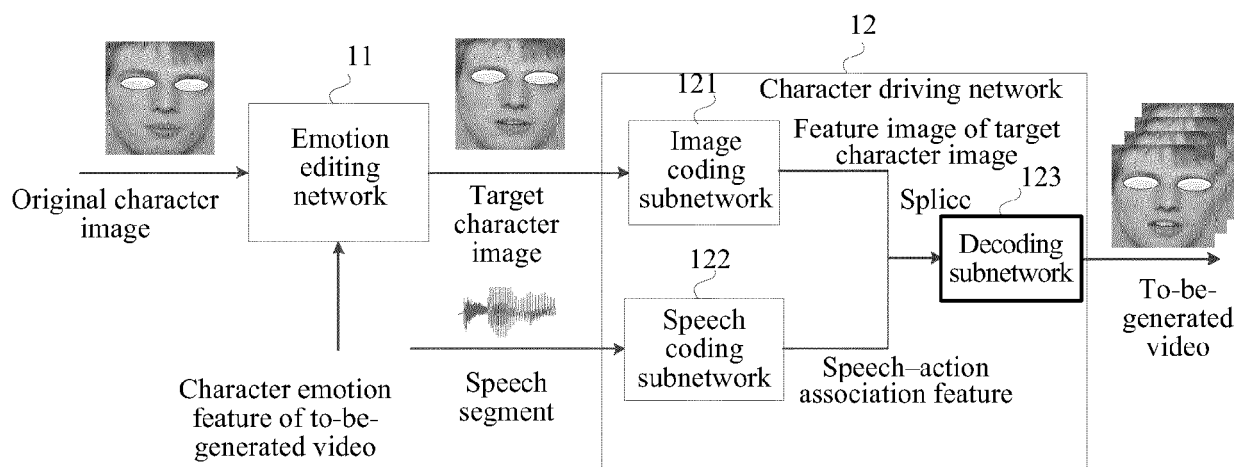 11
Emotion
editing
network
Original character
image
Target
character
image
Character emotion
feature of to-be-
generated video
Speech
segment
12
Character driving network
121
Image
coding
subnetwork
Feature image of target
character image
122
Speech
coding
subnetwork
Speech–action
association feature
Splice
123
Decoding
subnetwork
To-be-
generated
video